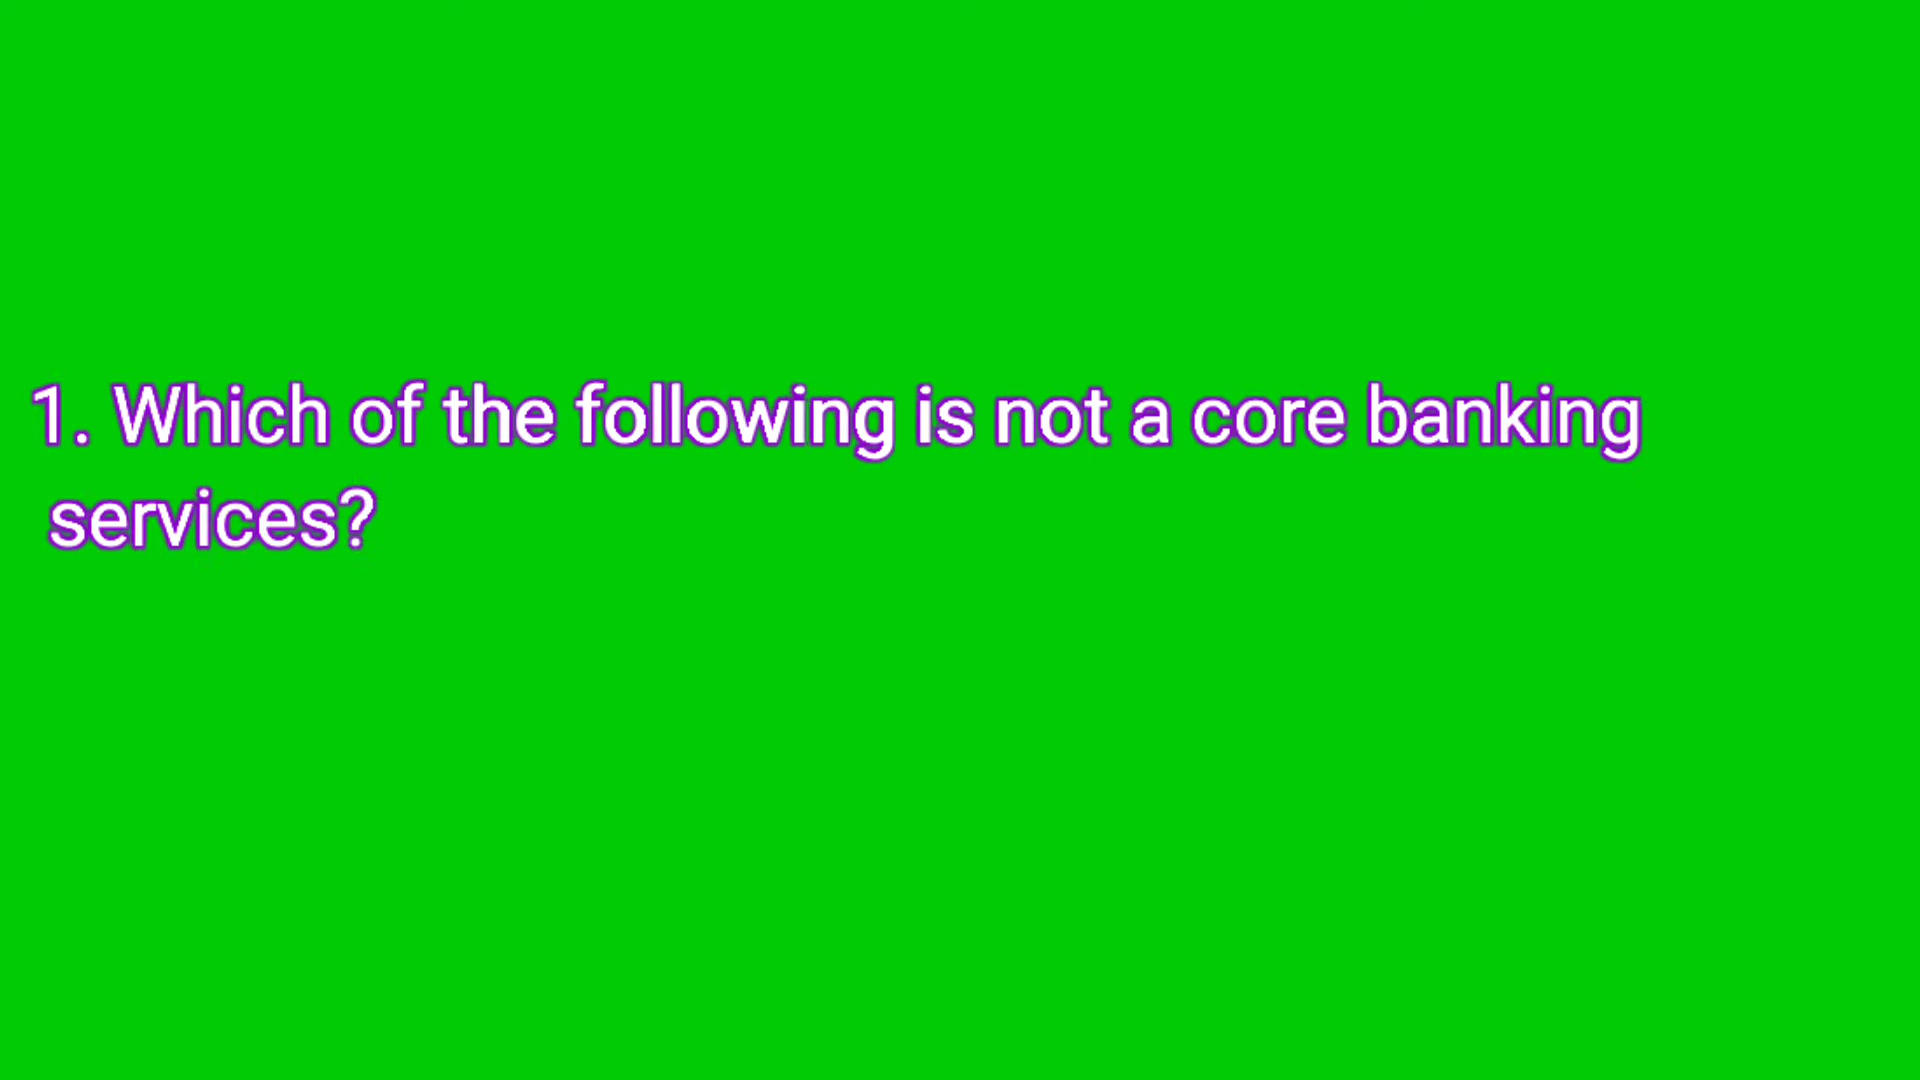 1. Which of the following is not a core banking
services?